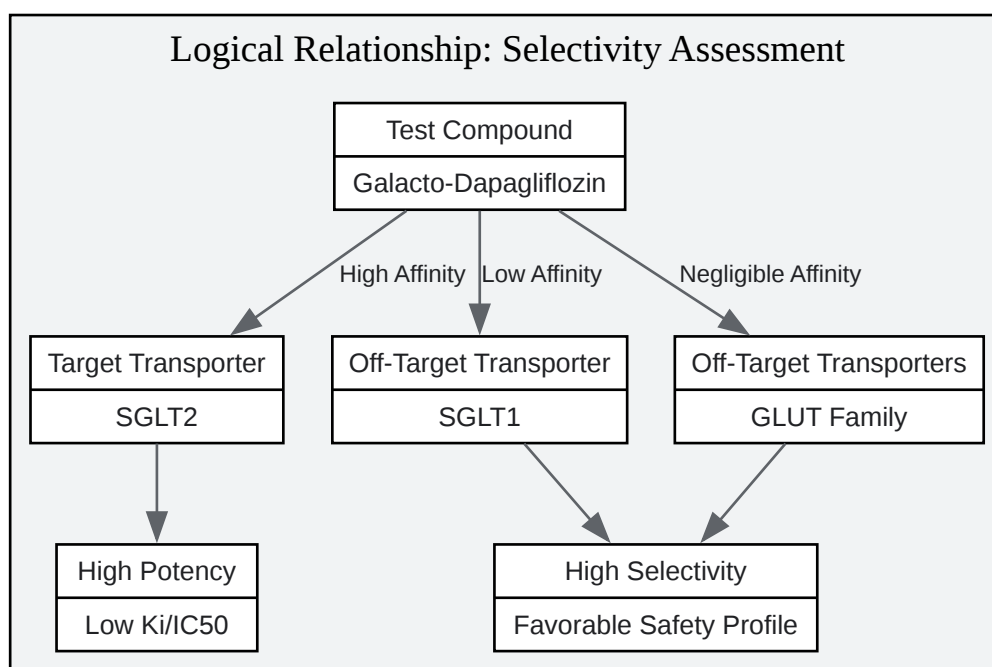 Logical Relationship: Selectivity Assessment
Test Compound
Galacto-Dapagliflozin
High Affinity
Low Affinity
Negligible Affinity
Target Transporter
SGLT2
Off-Target Transporter
SGLT1
Off-Target Transporters
GLUT Family
High Potency
Low Ki/IC50
High Selectivity
Favorable Safety Profile